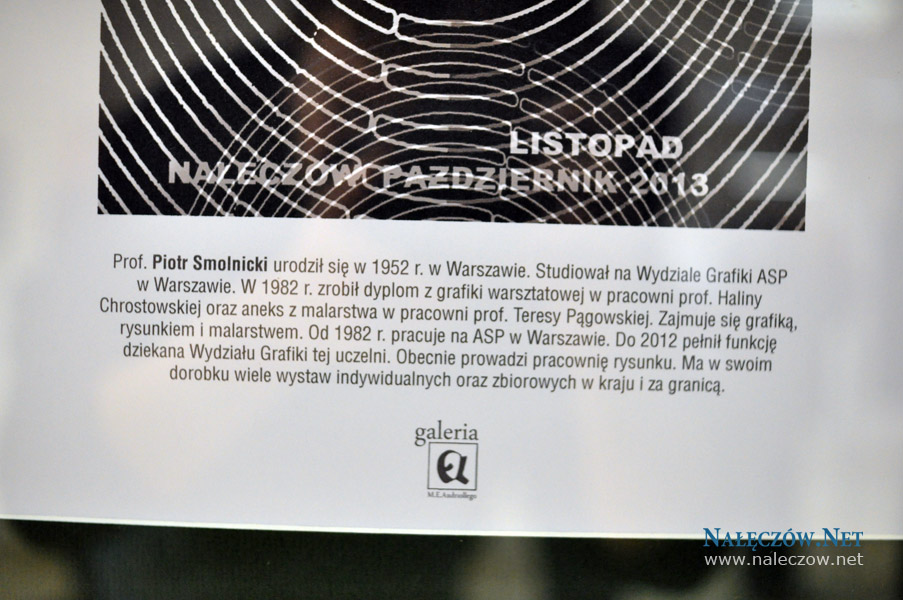 LISTOPAD
NAŁĘCZÓW PAŹDZIERNIK 2013
Prof. Piotr Smolnicki urodził się w 1952 r. w Warszawie. Studiował na Wydziale Grafiki ASP
w Warszawie. W 1982 r. zrobił dyplom z grafiki warsztatowej w pracowni prof. Haliny
Chrostowskiej oraz aneks z malarstwa w pracowni prof. Teresy Pągowskiej. Zajmuje się grafiką,
rysunkiem i malarstwem. Od 1982 r. pracuje na ASP w Warszawie. Do 2012 pełnił funkcję
dziekana Wydziału Grafiki tej uczelni. Obecnie prowadzi pracownię rysunku. Ma w swoim
dorobku wiele wystaw indywidualnych oraz zbiorowych w kraju i za granicą.
galeria
M.E.Andriollego
Nałęczów.Net
www.naleczow.net